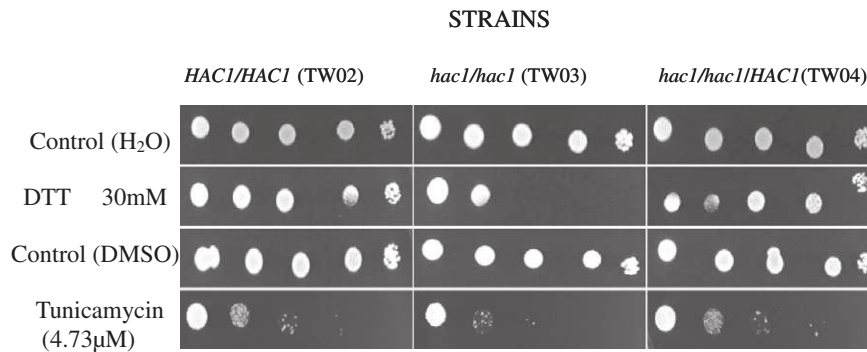 STRAINS
HAC1/HAC1 (TW02) hac1/hac1 (TW03) hac1/hac1/HAC1(TW04)
Control (H₂O)
DTT 30mM
Control (DMSO)
Tunicamycin
(4.73µM)